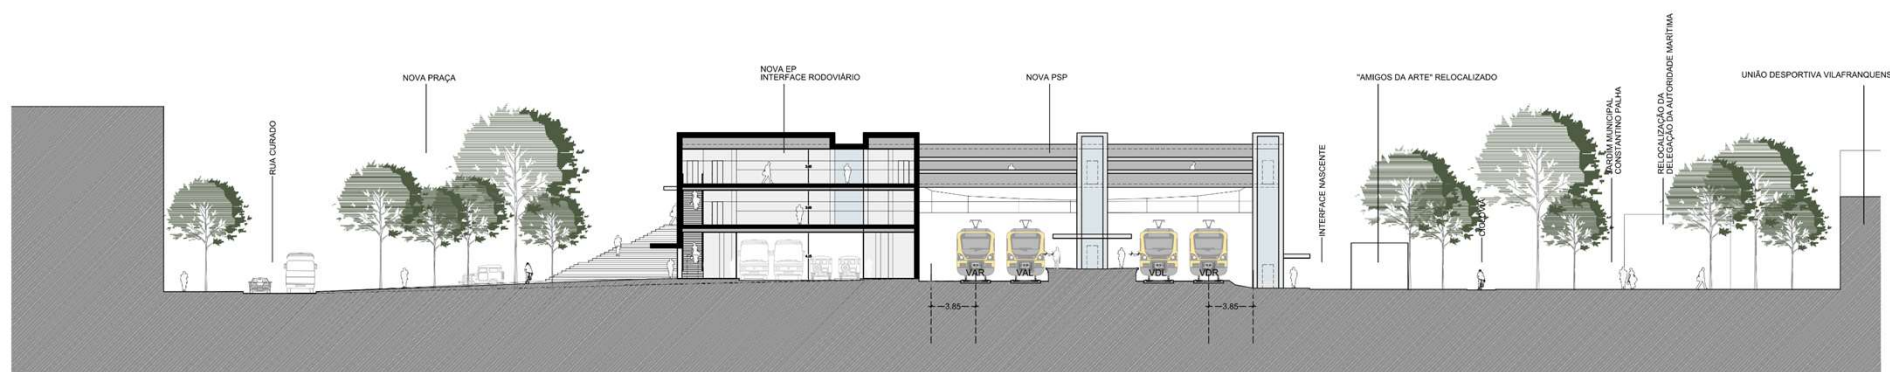 RUA CURADO
NOVA PRAÇA
NOVA EP
INTERFACE RODOVIÁRIO
NOVA PSP
INTERFACE NASCENTE
"AMIGOS DA ARTE" RELOCALIZADO
CICLOVIA
JARDIM MUNICIPAL
CONSTANTINO PALHA
RELOCALIZAÇÃO DA
DELEGAÇÃO DA AUTORIDADE MARÍTIMA
UNIÃO DESPORTIVA VILAFRANQUENS
VAR
VAL
VDL
VDR
3.85
3.85